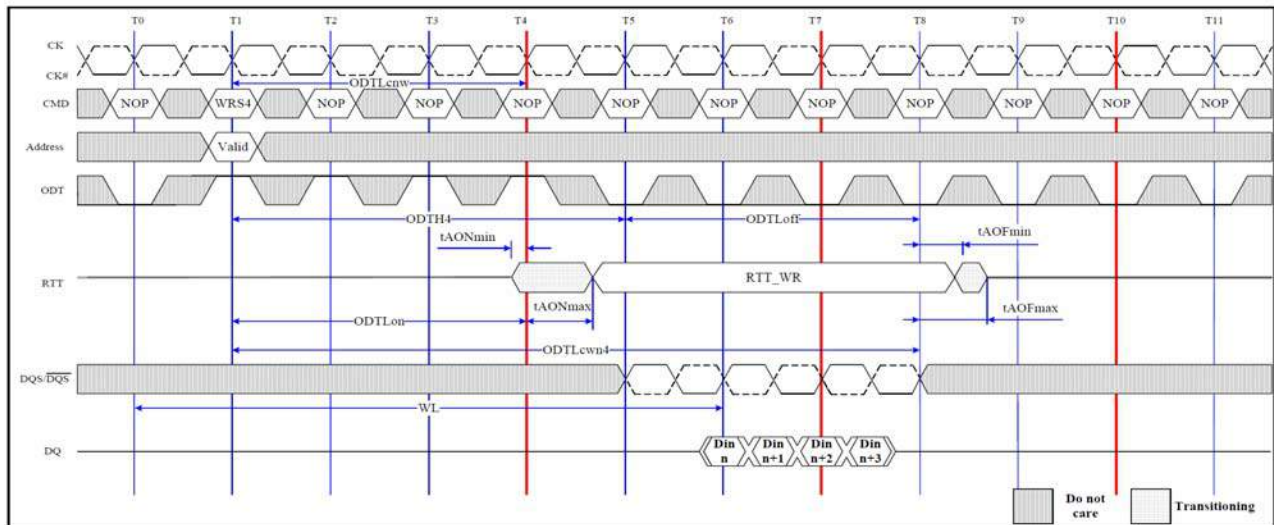 T0 T1 T2 T3 T4 T5 T6 T7 T8 T9 T10 T11
CK
CK#
ODTLcnw
CMD NOP WRS4 NOP NOP NOP NOP NOP NOP NOP NOP NOP NOP
Address Valid
ODT
ODTH4 ODTLoff
tAONmin tAOFmin
RTT RTT_WR
tAONmax tAOFmax
ODTLon
ODTLcwn4
DQS/DQS
WL
DQ Din n Din n+1 Din n+2 Din n+3
Do not care Transitioning